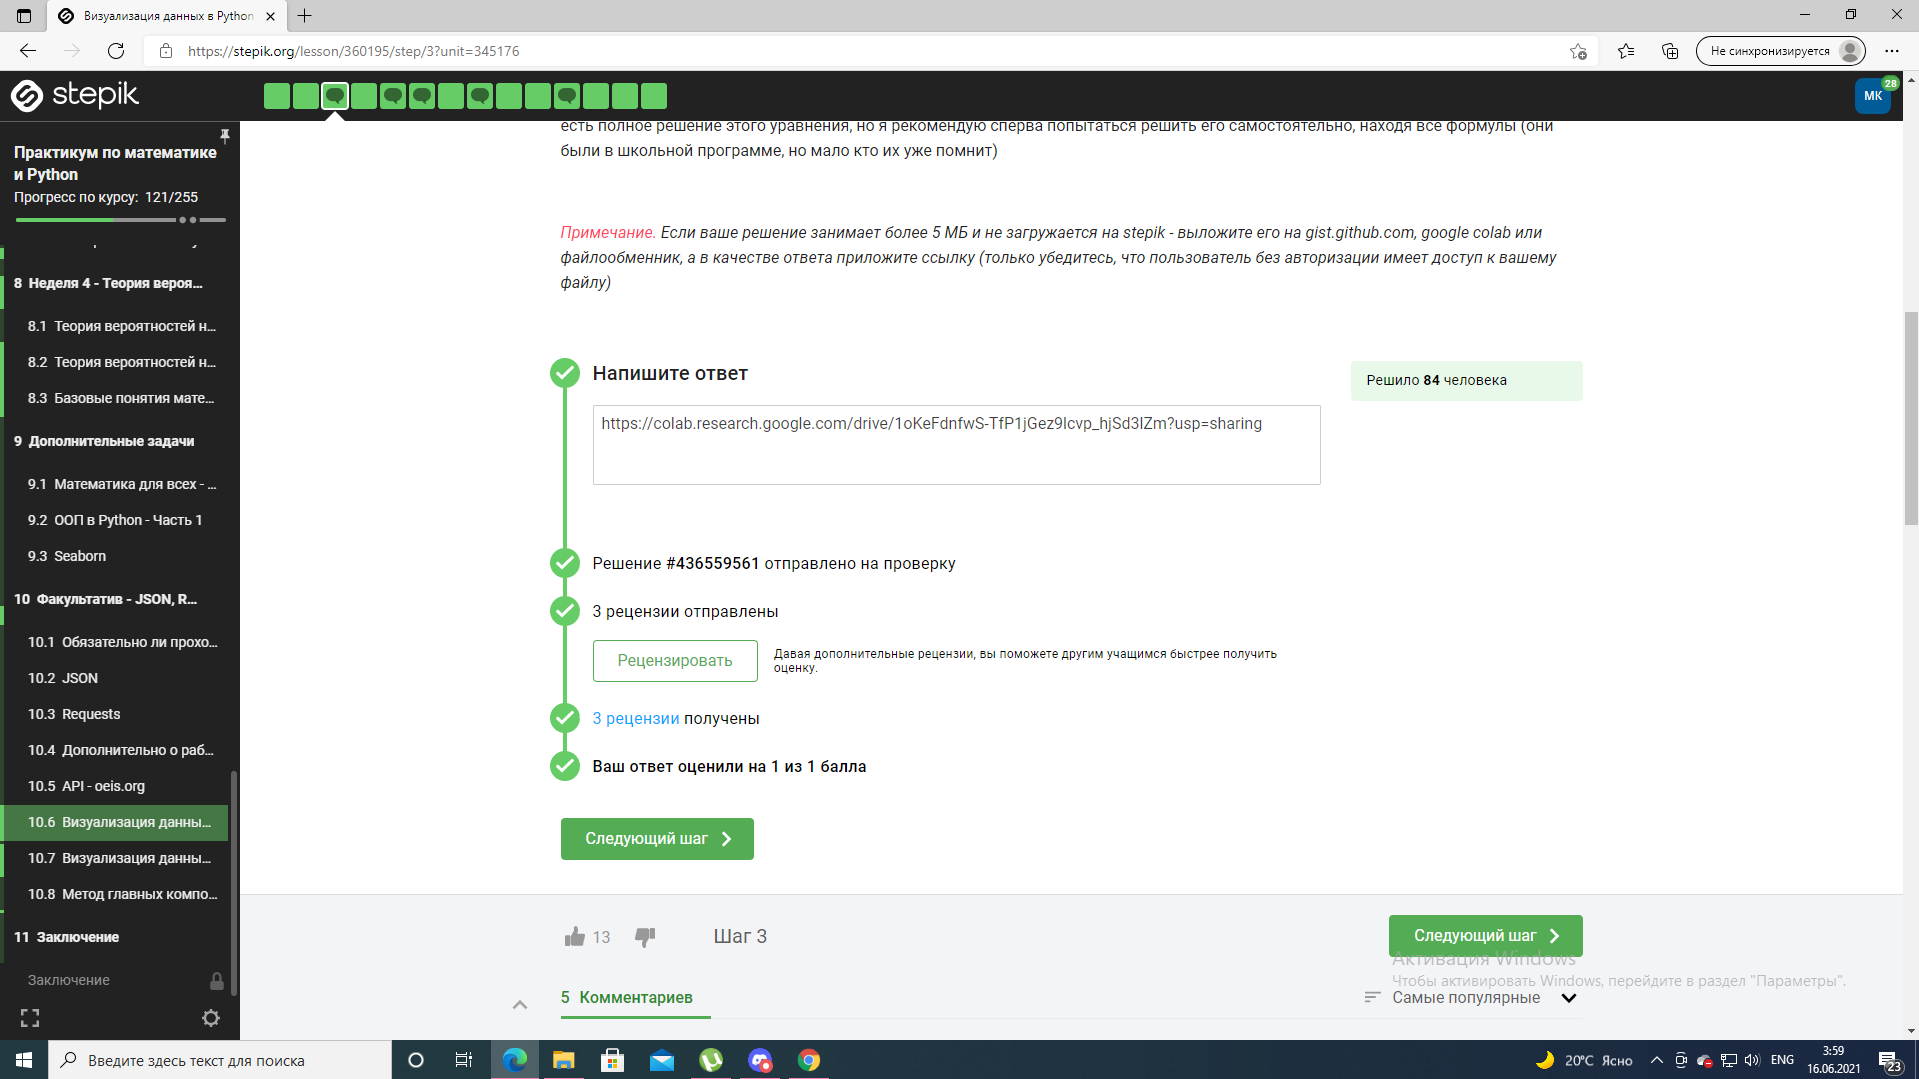 Визуализация данных в Python
https://stepik.org/lesson/360195/step/3?unit=345176
Не синхронизируется
stepik
МК
28
Практикум по математике
и Python
Прогресс по курсу: 121/255
8 Неделя 4 - Теория вероя...
8.1 Теория вероятностей н...
8.2 Теория вероятностей н...
8.3 Базовые понятия мате...
9 Дополнительные задачи
9.1 Математика для всех - ...
9.2 ООП в Python - Часть 1
9.3 Seaborn
10 Факультатив - JSON, R...
10.1 Обязательно ли прохо...
10.2 JSON
10.3 Requests
10.4 Дополнительно о раб...
10.5 API - oeis.org
10.6 Визуализация данны...
10.7 Визуализация данны...
10.8 Метод главных компо...
11 Заключение
Заключение
есть полное решение этого уравнения, но я рекомендую сперва попытаться решить его самостоятельно, находя все формулы (они
были в школьной программе, но мало кто их уже помнит)
Примечание. Если ваше решение занимает более 5 МБ и не загружается на stepik - выложите его на gist.github.com, google colab или
файлообменник, а в качестве ответа приложите ссылку (только убедитесь, что пользователь без авторизации имеет доступ к вашему
файлу)
Напишите ответ
Решило 84 человека
https://colab.research.google.com/drive/1oKeFdnfwS-TfP1jGez9Icvp_hjSd3IZm?usp=sharing
Решение #436559561 отправлено на проверку
3 рецензии отправлены
Рецензировать
Давая дополнительные рецензии, вы поможете другим учащимся быстрее получить
оценку.
3 рецензии получены
Ваш ответ оценили на 1 из 1 балла
Следующий шаг
13
Шаг 3
Следующий шаг
Активация Windows
Чтобы активировать Windows, перейдите в раздел "Параметры".
5 Комментариев
Самые популярные
Введите здесь текст для поиска
20°C Ясно
ENG
3:59
16.06.2021
23